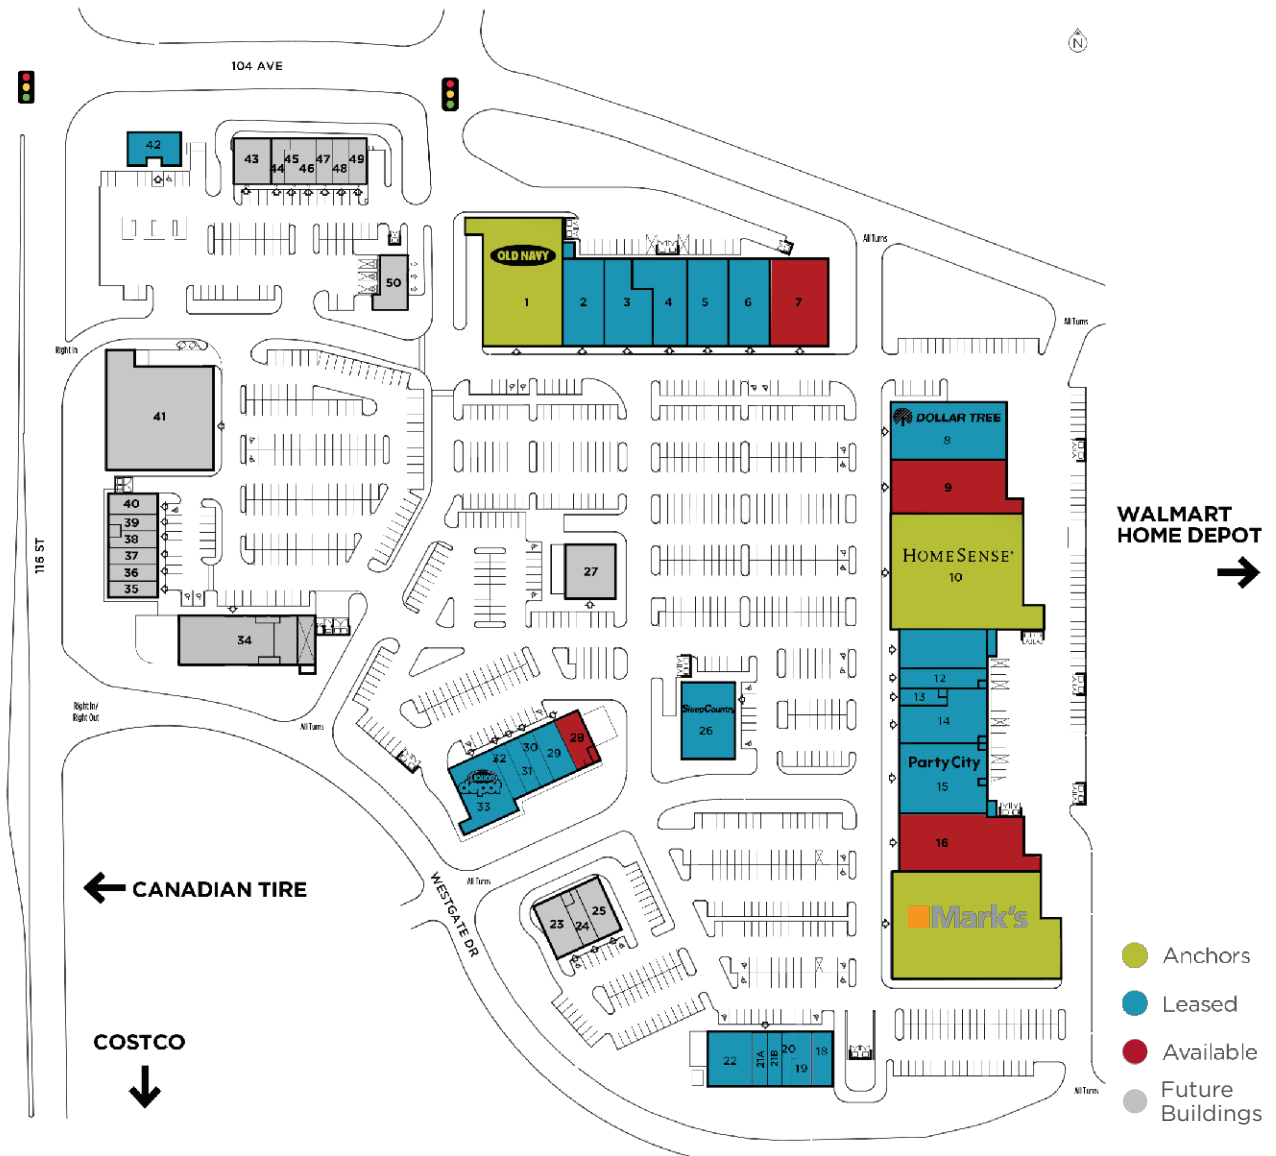 104 AVE
N
42
43
44
45
46
47
48
49
50
OLD NAVY
1
2
3
4
5
6
7
All Turns
All Turns
Right In
41
DOLLAR TREE
8
9
HOMESENSE
10
WALMART
HOME DEPOT
116 ST
40
39
38
37
36
35
34
27
12
13
14
Party City
15
16
Mark's
SleepCountry
26
Right In/
Right Out
All Turns
28
29
30
31
32
33
All Turns
WESTGATE DR
CANADIAN TIRE
23
24
25
COSTCO
22
21A
21B
20
19
18
All Turns
Anchors
Leased
Available
Future
Buildings